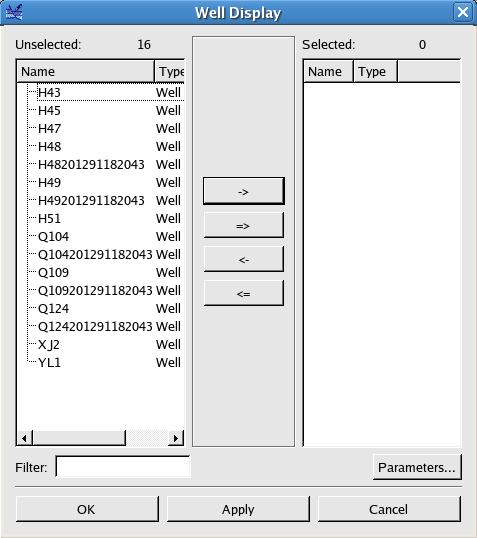 Well Display
Unselected: 16
Selected: 0
Name Type
H43 Well
H45 Well
H47 Well
H48 Well
H48201291182043 Well
H49 Well
H49201291182043 Well
H51 Well
Q104 Well
Q104201291182043 Well
Q109 Well
Q109201291182043 Well
Q124 Well
Q124201291182043 Well
XJ2 Well
YL1 Well
->
=>
<-
<=
Name Type
Filter:
Parameters...
OK Apply Cancel